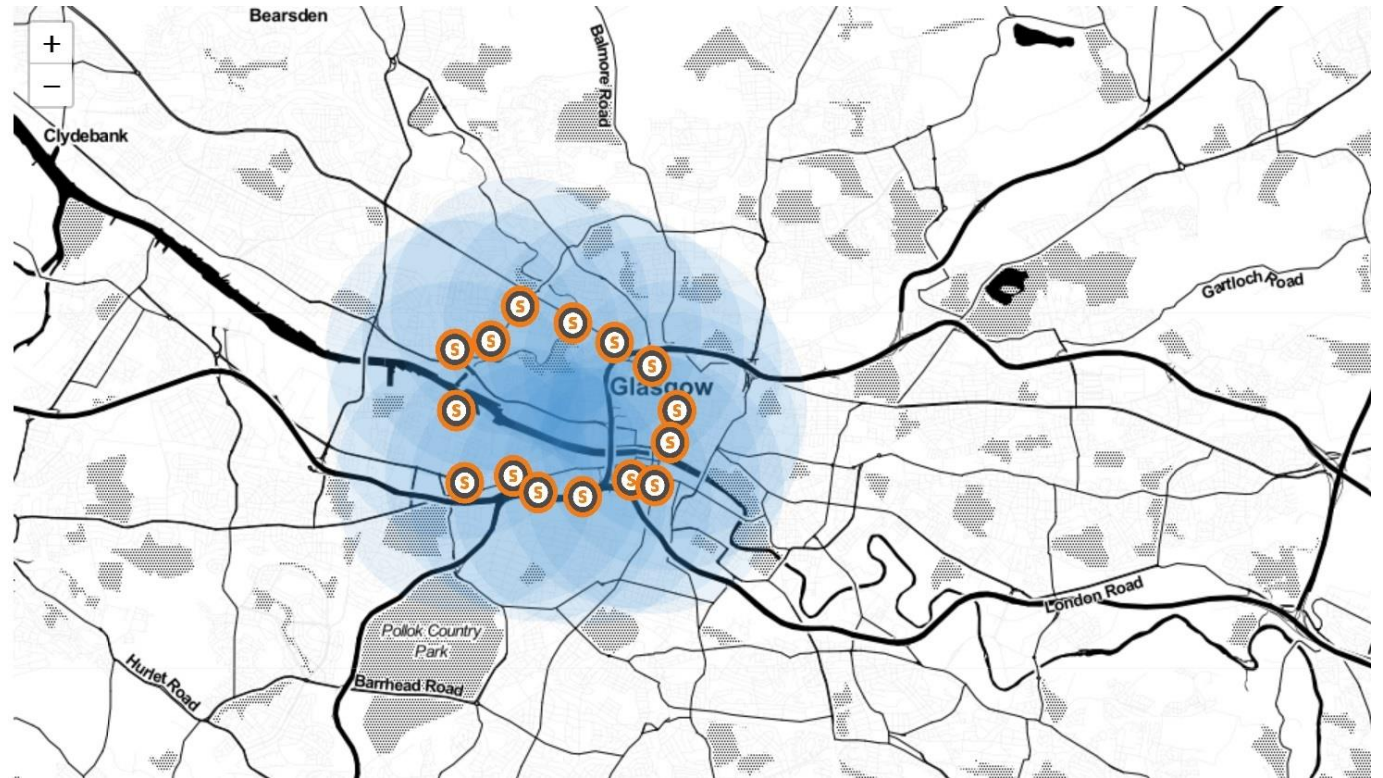 Bearsden
+
−
Balmore Road
Clydebank
Gartloch Road
S
S
S
S
S
S
Glasgow
S
S
S
S
S
S
S
S
S
London Road
Pollok Country
Park
Hurlet Road
Barrhead Road